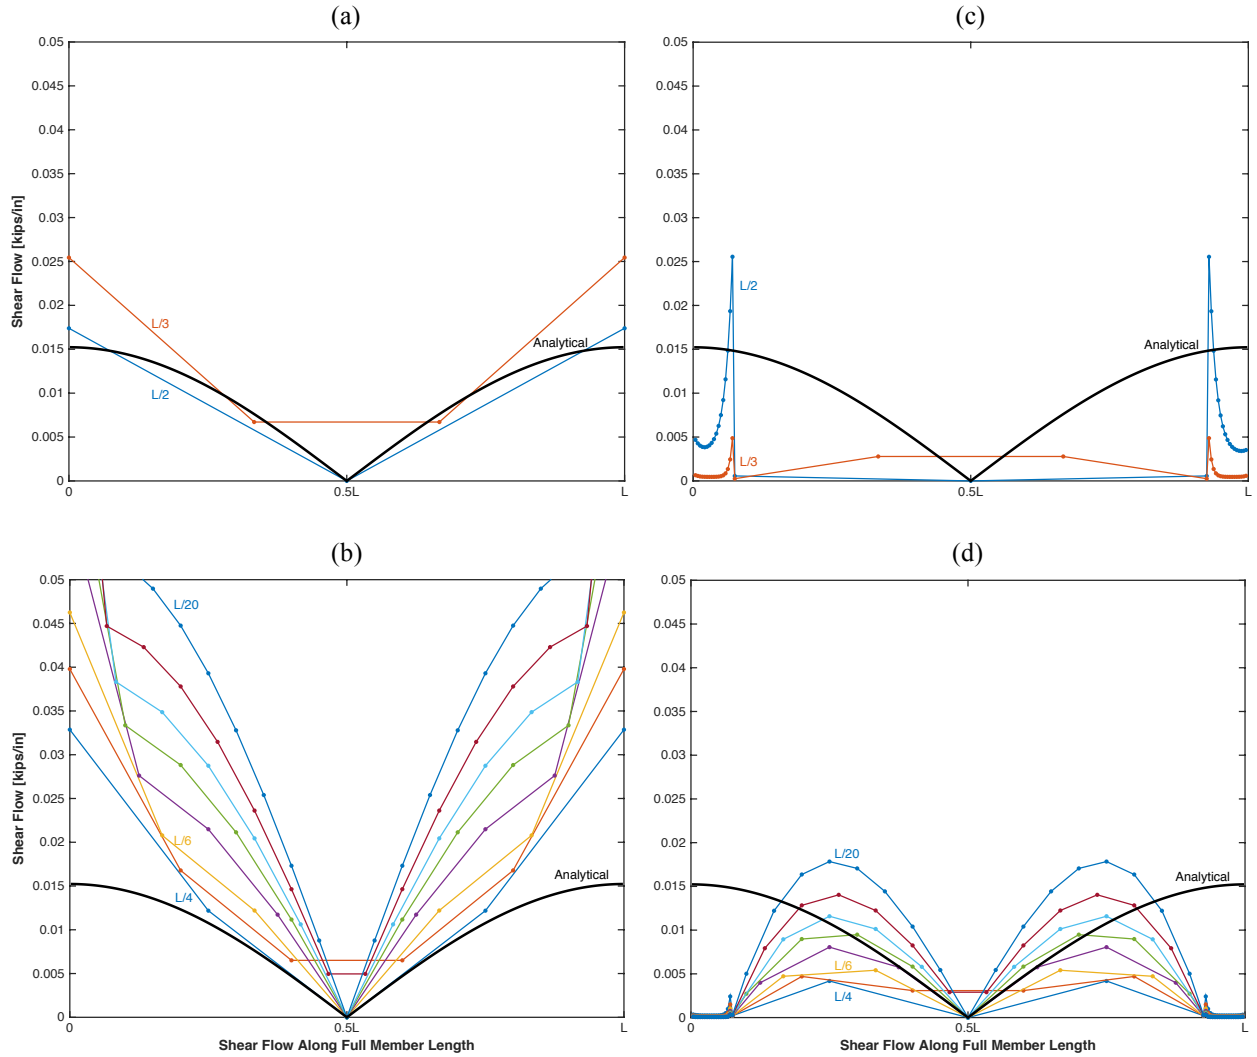 (a)
0.05
0.045
0.04
0.035
0.03
0.025
0.02
0.015
0.01
0.005
0
0 0.5L L
Shear Flow [kips/in]
L/3
L/2
Analytical
(c)
0.05
0.045
0.04
0.035
0.03
0.025
0.02
0.015
0.01
0.005
0
0 0.5L L
L/2
L/3
Analytical
(b)
0.05
0.045
0.04
0.035
0.03
0.025
0.02
0.015
0.01
0.005
0
0 0.5L L
Shear Flow [kips/in]
Shear Flow Along Full Member Length
L/20
L/6
L/4
Analytical
(d)
0.05
0.045
0.04
0.035
0.03
0.025
0.02
0.015
0.01
0.005
0
0 0.5L L
Shear Flow Along Full Member Length
L/20
L/6
L/4
Analytical